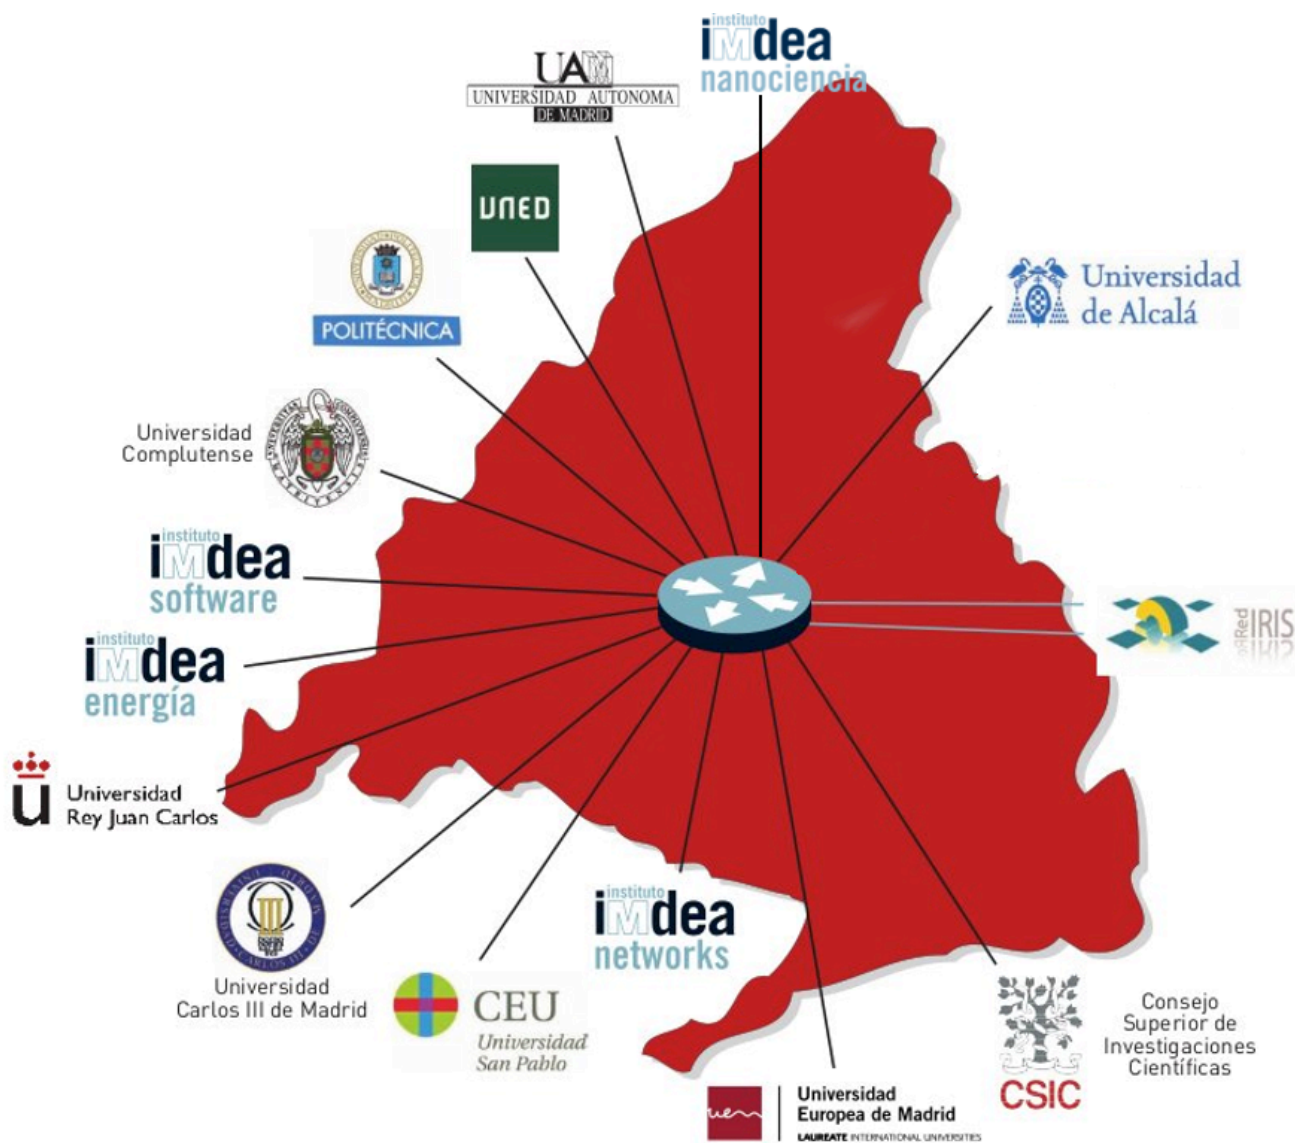 instituto
iMdea
nanociencia
UAM
UNIVERSIDAD AUTONOMA
DE MADRID
UNED
POLITÉCNICA
Universidad
de Alcalá
Universidad
Complutense
instituto
iMdea
software
RedIRIS
instituto
iMdea
energía
ü
Universidad
Rey Juan Carlos
Universidad
Carlos III de Madrid
CEU
Universidad
San Pablo
instituto
iMdea
networks
uem
Universidad
Europea de Madrid
LAUREATE INTERNATIONAL UNIVERSITIES
CSIC
Consejo
Superior de
Investigaciones
Científicas